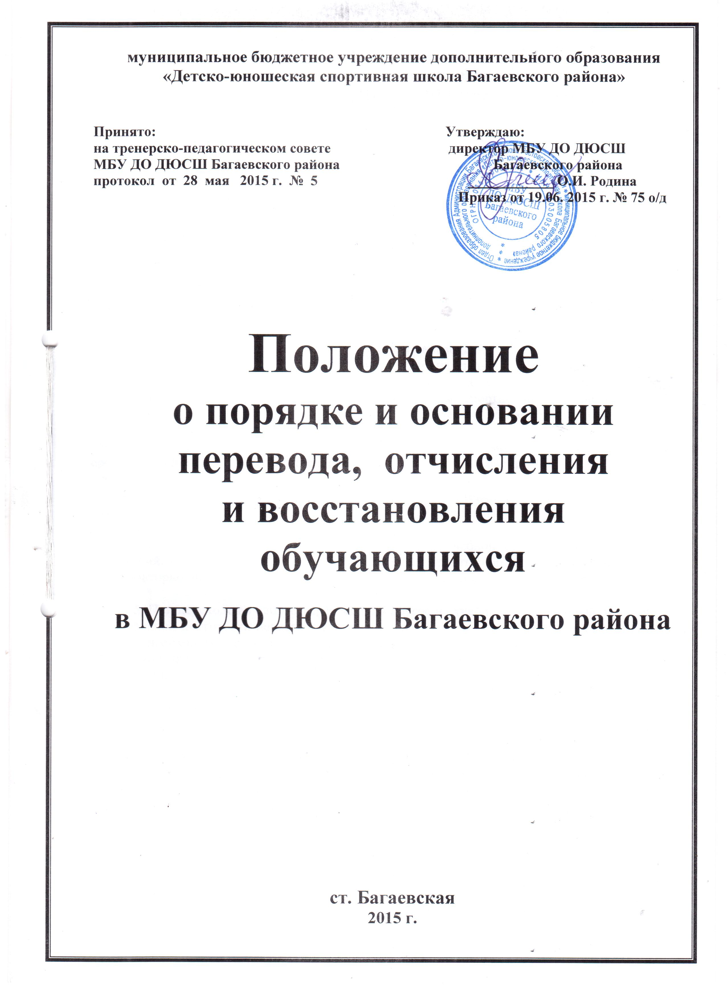 муниципальное бюджетное учреждение дополнительного образования
«Детско-юношеская спортивная школа Багаевского района»
Принято:
на тренерско-педагогическом совете
МБУ ДО ДЮСШ Багаевского района
протокол от 28 мая 2015 г. № 5
Утверждаю:
директор МБУ ДО ДЮСШ
Багаевского района
О.И. Родина
Приказ от 19.06. 2015 г. № 75 о/д
МБУ
ДО ДЮСШ
Багаевского
района
Положение
о порядке и основании
перевода, отчисления
и восстановления
обучающихся
в МБУ ДО ДЮСШ Багаевского района
ст. Багаевская
2015 г.